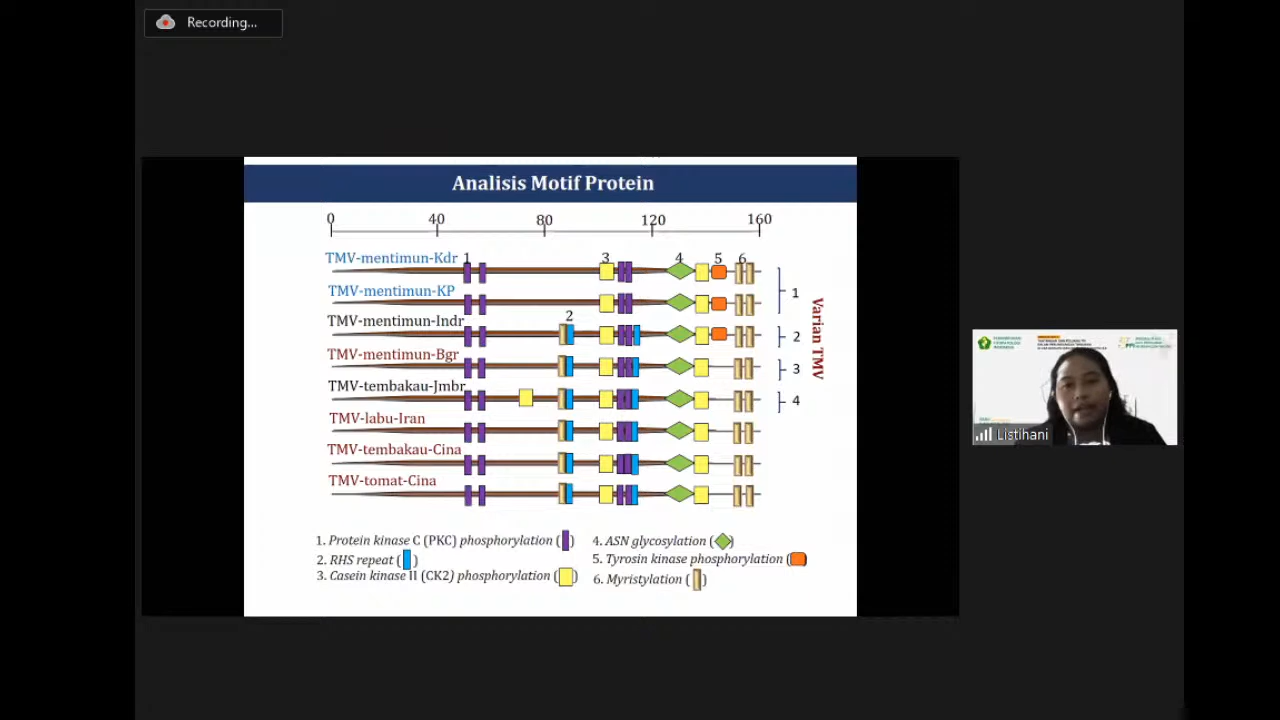 Recording...
Analisis Motif Protein
0 40 80 120 160
TMV-mentimun-Kdr 1 3 4 5 6
TMV-mentimun-KP
1
2
TMV-mentimun-Indr
2
TMV-mentimun-Bgr
3
TMV-tembakau-Jmbr
4
TMV-labu-Iran
TMV-tembakau-Cina
TMV-tomat-Cina
Varian TMV
1. Protein kinase C (PKC) phosphorylation ( )
2. RHS repeat ( )
3. Casein kinase II (CK2) phosphorylation ( )
4. ASN glycosylation ( )
5. Tyrosin kinase phosphorylation ( )
6. Myristylation ( )
Listihani